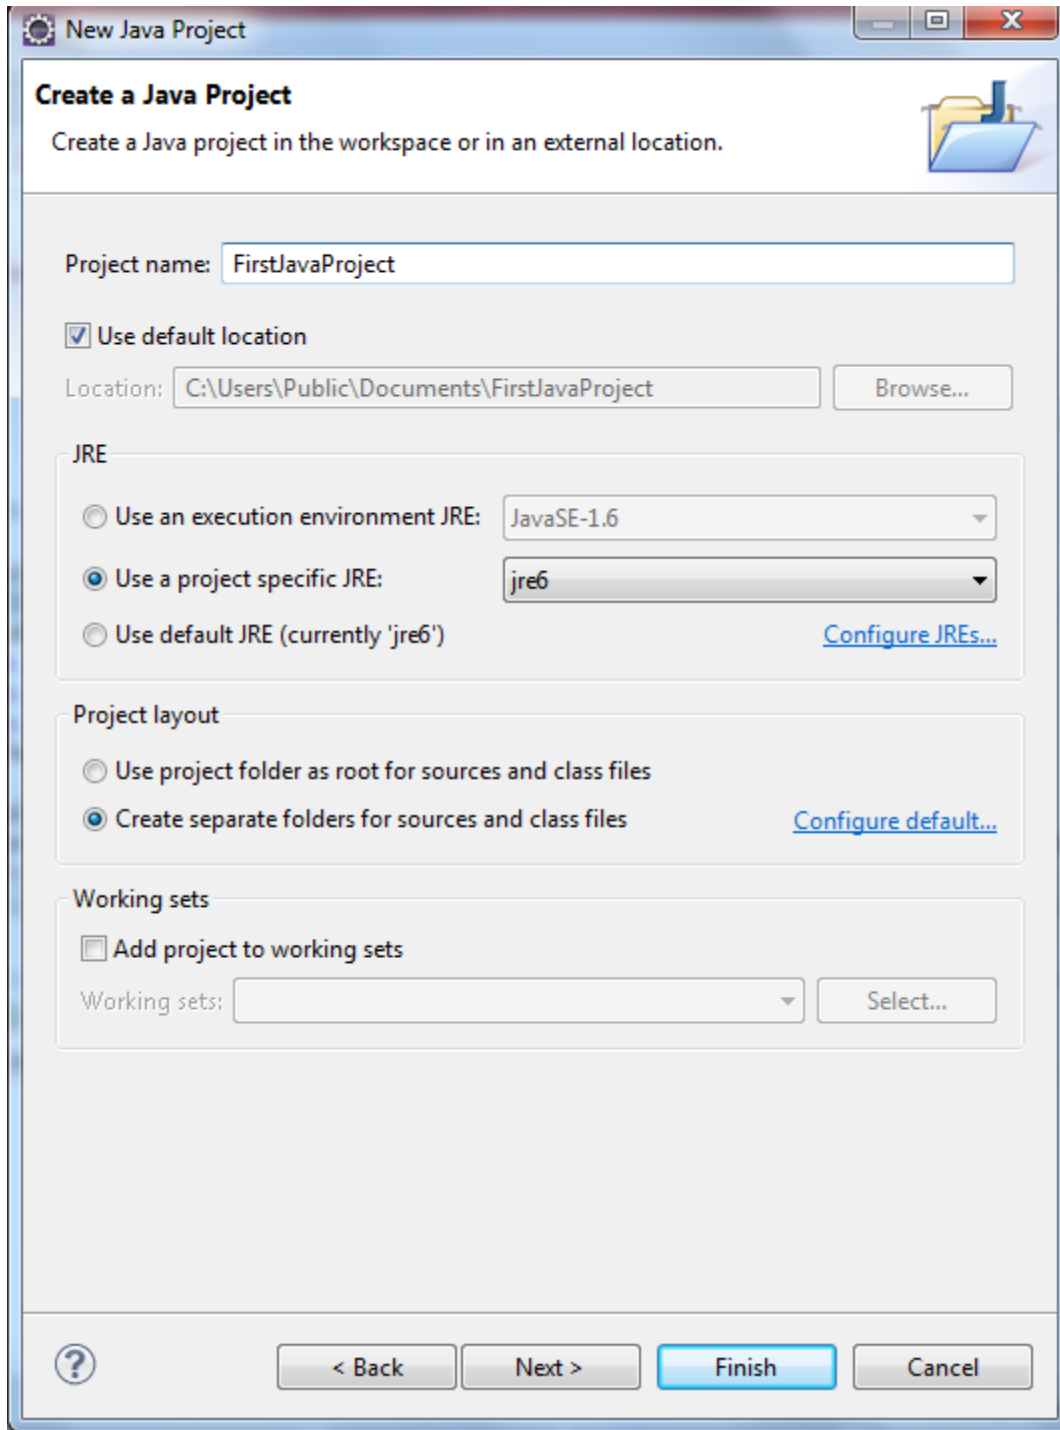 New Java Project
Create a Java Project
Create a Java project in the workspace or in an external location.
Project name: FirstJavaProject
Use default location
Location: C:\Users\Public\Documents\FirstJavaProject Browse...
JRE
Use an execution environment JRE: JavaSE-1.6
Use a project specific JRE: jre6
Use default JRE (currently 'jre6') Configure JREs...
Project layout
Use project folder as root for sources and class files
Create separate folders for sources and class files Configure default...
Working sets
Add project to working sets
Working sets: Select...
? < Back Next > Finish Cancel